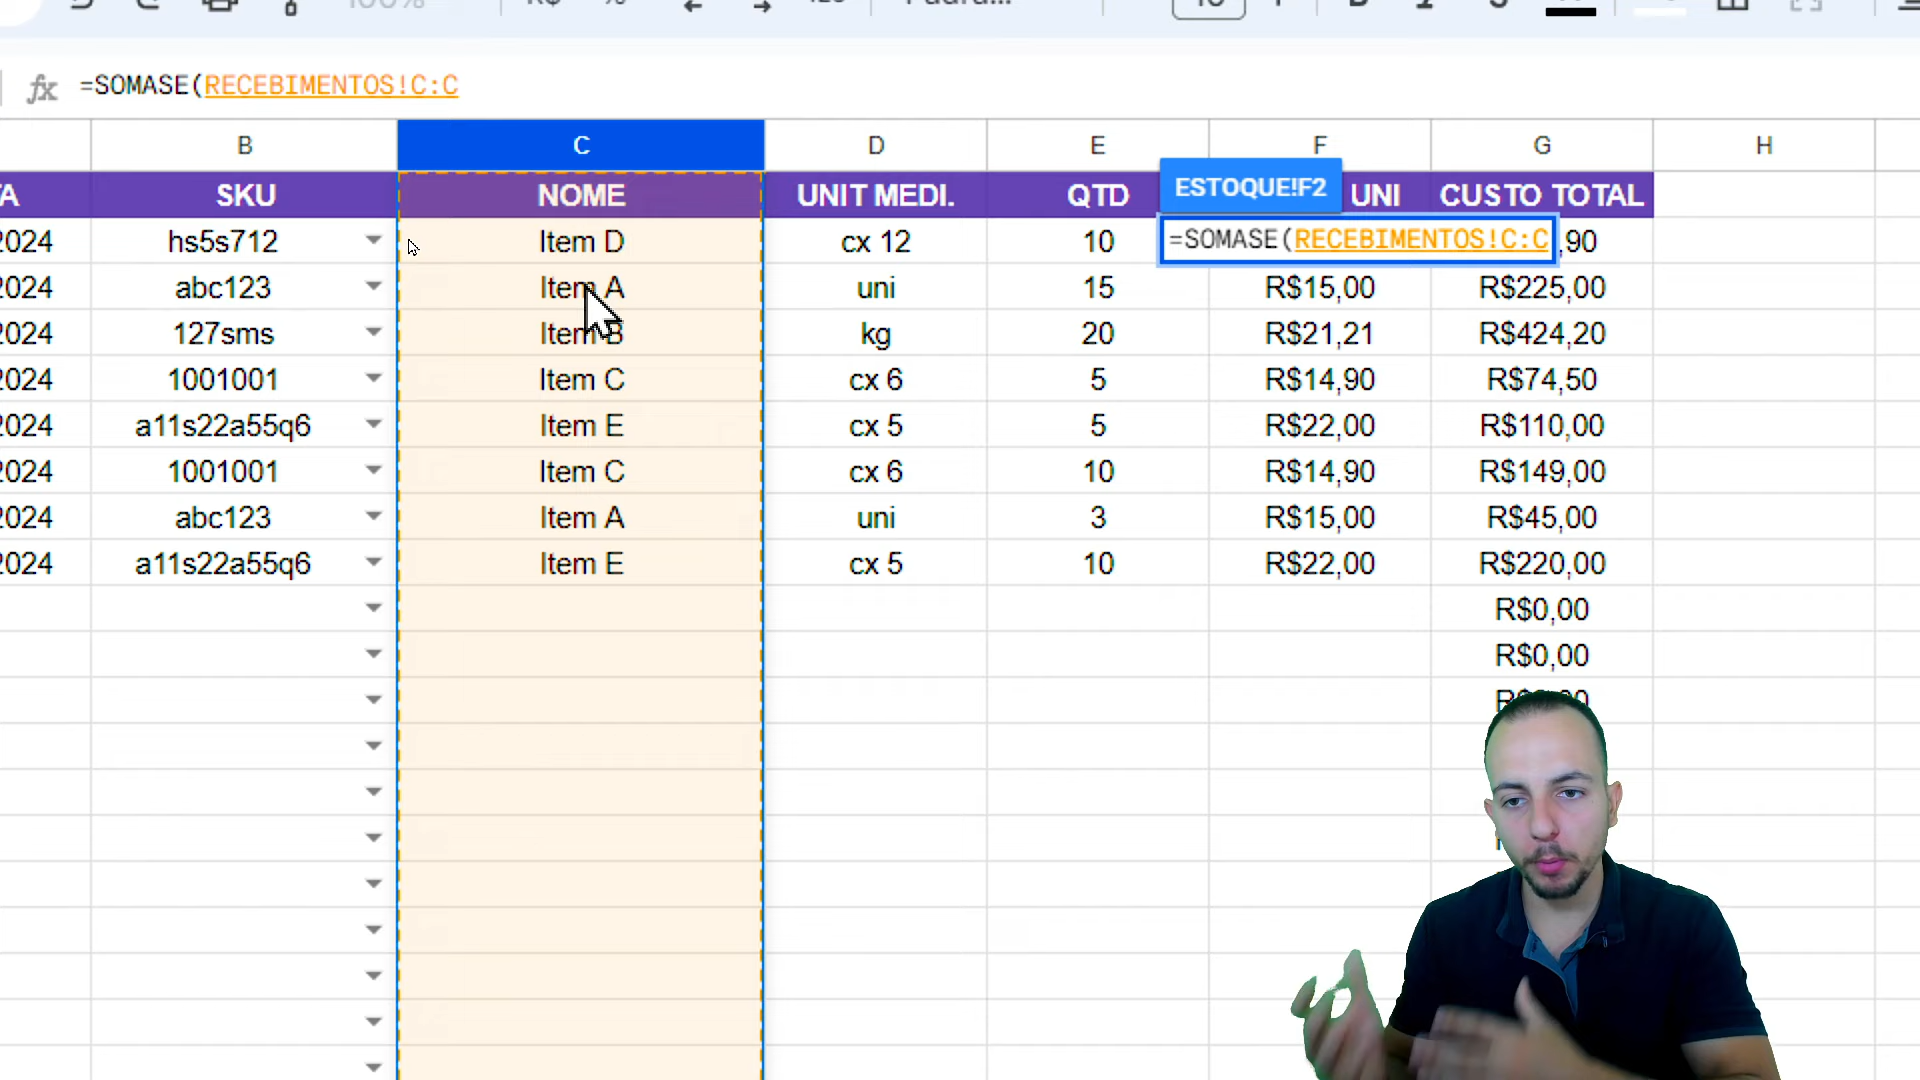 fx =SOMASE(RECEBIMENTOS!C:C
B C D E F G H
SKU NOME UNIT MEDI. QTD UNI CUSTO TOTAL
ESTOQUE!F2
=SOMASE(RECEBIMENTOS!C:C
2024 hs5s712 Item D cx 12 10 ,90
2024 abc123 Item A uni 15 R$15,00 R$225,00
2024 127sms Item B kg 20 R$21,21 R$424,20
2024 1001001 Item C cx 6 5 R$14,90 R$74,50
2024 a11s22a55q6 Item E cx 5 5 R$22,00 R$110,00
2024 1001001 Item C cx 6 10 R$14,90 R$149,00
2024 abc123 Item A uni 3 R$15,00 R$45,00
2024 a11s22a55q6 Item E cx 5 10 R$22,00 R$220,00
R$0,00
R$0,00